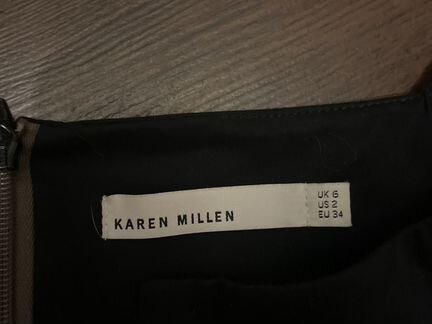 KAREN MILLEN
UK 6
US 2
EU 34